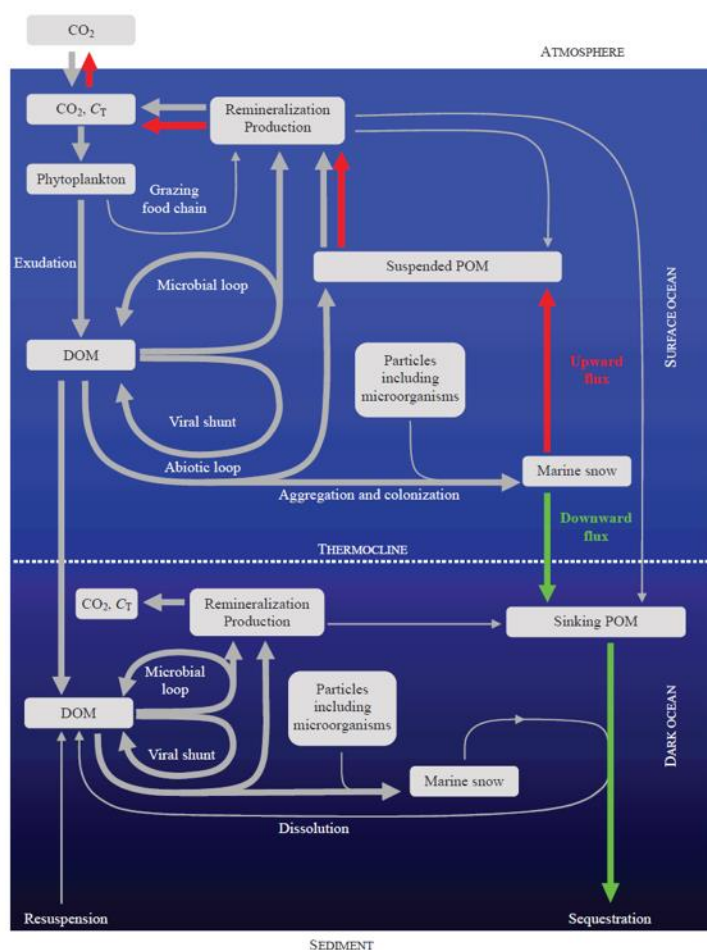 CO2
ATMOSPHERE
CO2, CT
Remineralization
Production
Phytoplankton
Grazing
food chain
Exudation
Suspended POM
Microbial loop
SURFACE OCEAN
DOM
Particles
including
microorganisms
Upward
flux
Viral shunt
Abiotic loop
Marine snow
Aggregation and colonization
Downward
flux
THERMOCLINE
CO2, CT
Remineralization
Production
Sinking POM
Microbial
loop
Particles
including
microorganisms
DOM
DARK OCEAN
Viral shunt
Marine snow
Dissolution
Resuspension
Sequestration
SEDIMENT